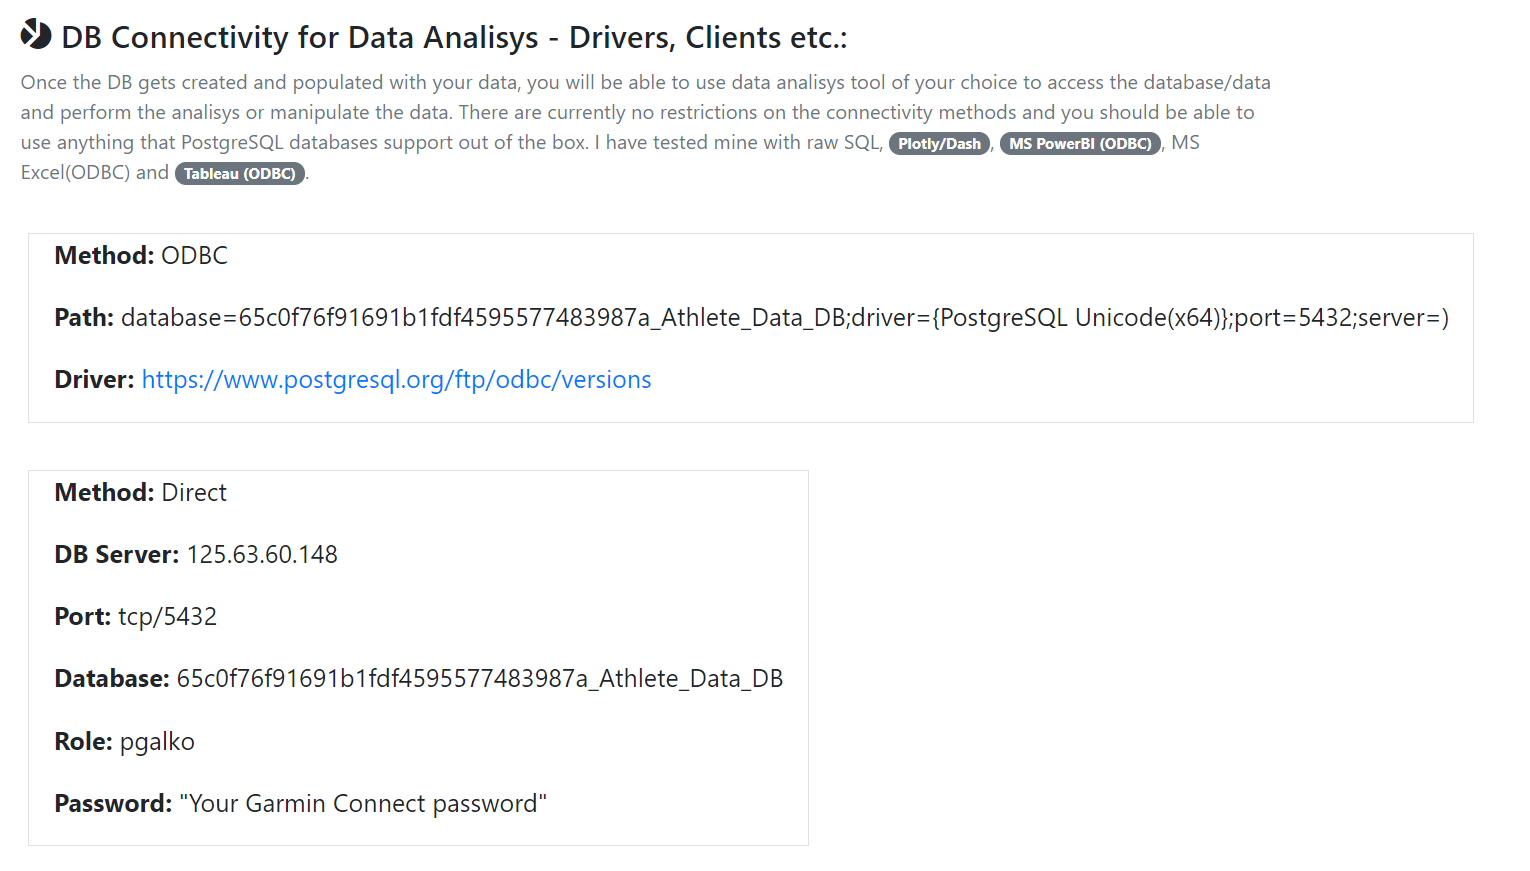 DB Connectivity for Data Analisys - Drivers, Clients etc.:
Once the DB gets created and populated with your data, you will be able to use data analisys tool of your choice to access the database/data
and perform the analisys or manipulate the data. There are currently no restrictions on the connectivity methods and you should be able to
use anything that PostgreSQL databases support out of the box. I have tested mine with raw SQL, Plotly/Dash, MS PowerBI (ODBC), MS
Excel(ODBC) and Tableau (ODBC).
Method: ODBC
Path: database=65c0f76f91691b1fdf4595577483987a_Athlete_Data_DB;driver={PostgreSQL Unicode(x64)};port=5432;server=)
Driver: https://www.postgresql.org/ftp/odbc/versions
Method: Direct
DB Server: 125.63.60.148
Port: tcp/5432
Database: 65c0f76f91691b1fdf4595577483987a_Athlete_Data_DB
Role: pgalko
Password: "Your Garmin Connect password"